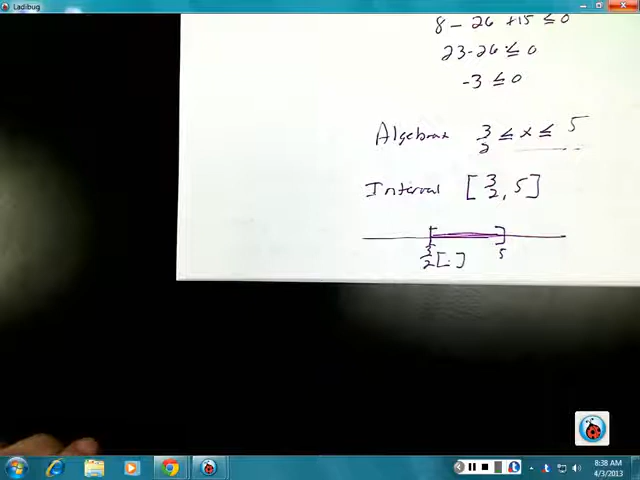 Ladibug
8 - 26 + 15 ≤ 0
23 - 26 ≤ 0
-3 ≤ 0
Algebrax 3/2 ≤ x ≤ 5
Interval [3/2, 5]
[ ]
3/2 [ ] 5
8:38 AM
4/3/2013